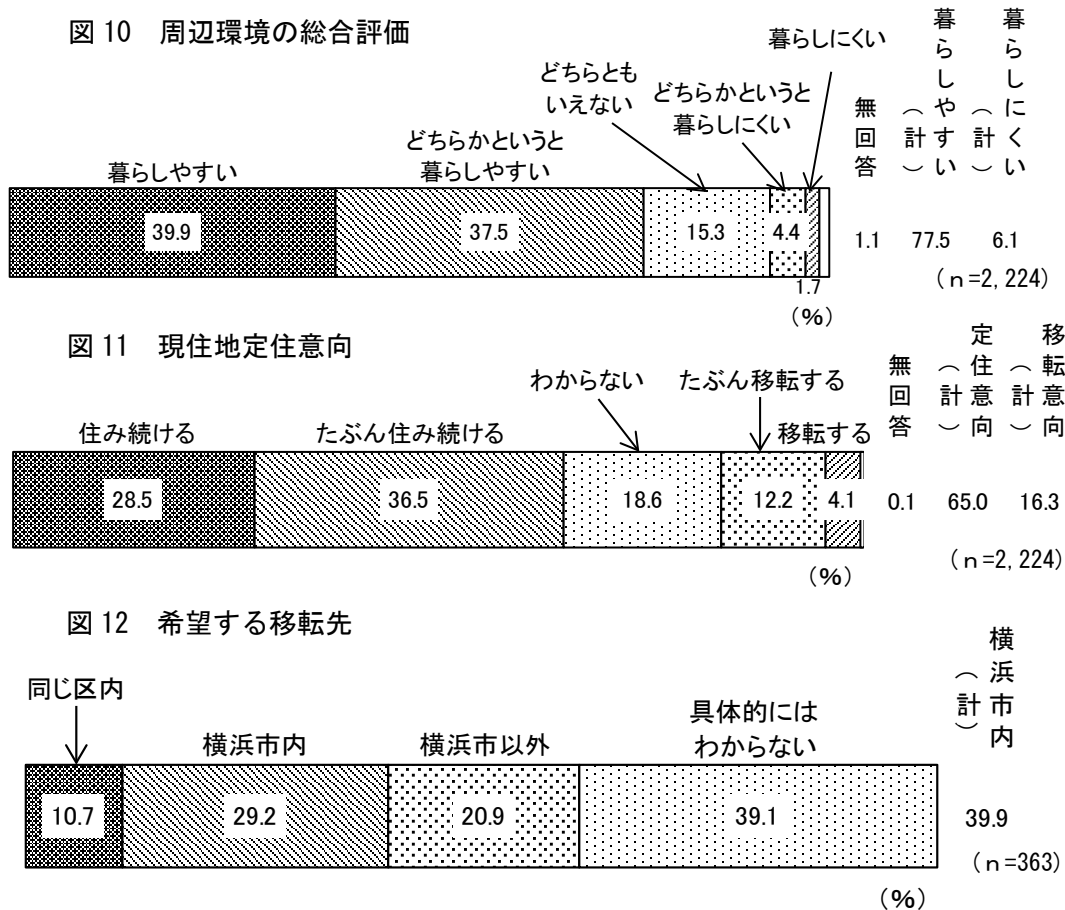 図 10　周辺環境の総合評価
暮らしやすい
どちらかというと
暮らしやすい
どちらとも
いえない
どちらかというと
暮らしにくい
暮らしにくい
無回答
暮らしやすい
（計）
暮らしにくい
（計）
39.9
37.5
15.3
4.4
1.7
1.1
77.5
6.1
（ｎ=2,224）
（%）
図 11　現住地定住意向
住み続ける
たぶん住み続ける
わからない
たぶん移転する
移転する
無回答
定住意向
（計）
移転意向
（計）
28.5
36.5
18.6
12.2
4.1
0.1
65.0
16.3
（ｎ=2,224）
（%）
図 12　希望する移転先
同じ区内
横浜市内
横浜市以外
具体的には
わからない
横浜市内
（計）
10.7
29.2
20.9
39.1
39.9
（ｎ=363）
（%）